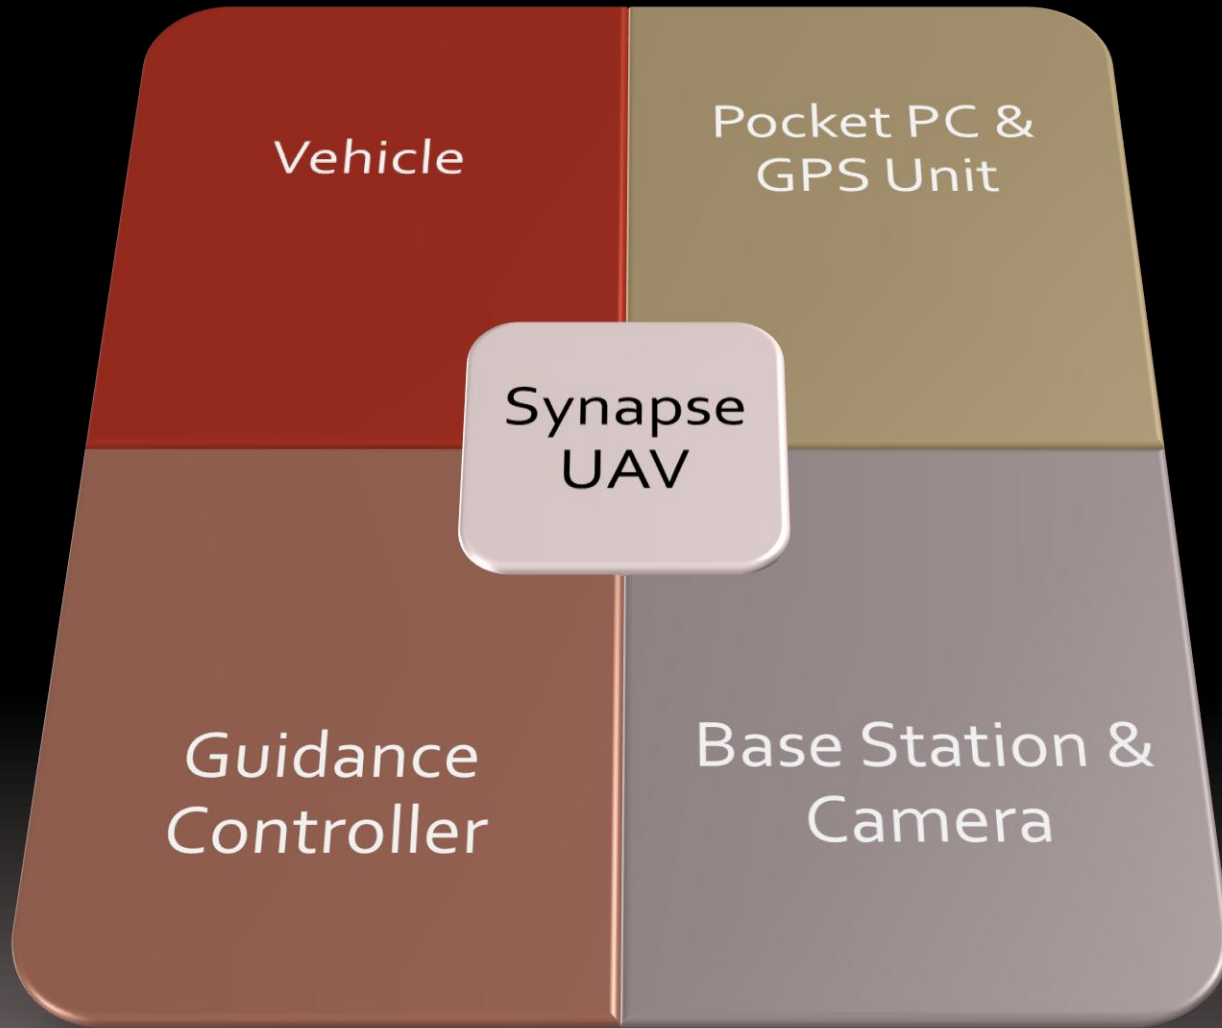 Vehicle
Pocket PC &
GPS Unit
Synapse
UAV
Guidance
Controller
Base Station &
Camera